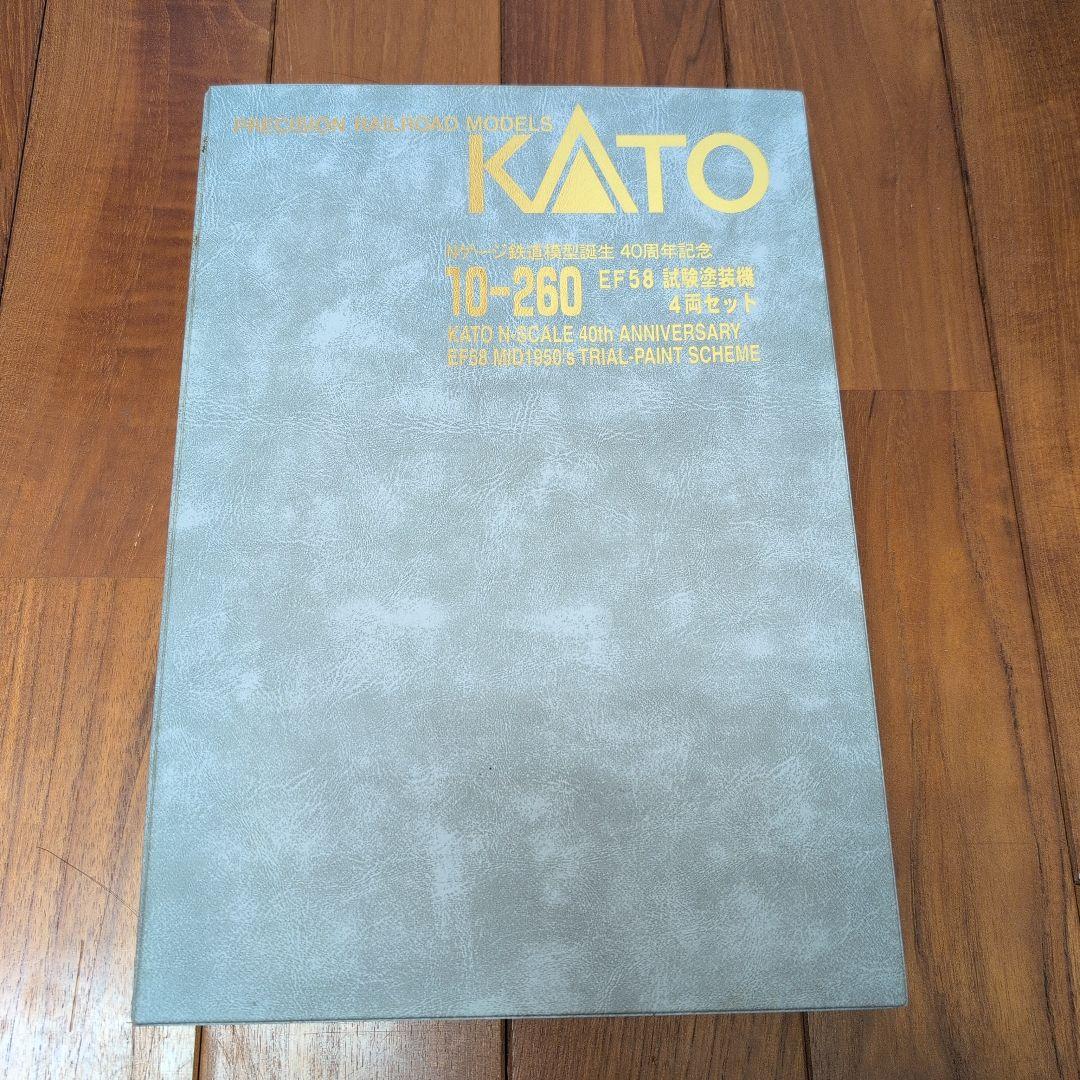 PRECISION RAILROAD MODELS
KATO
Nゲージ鉄道模型誕生 40周年記念
10-260 EF58 試験塗装機
4両セット
KATO N-SCALE 40th ANNIVERSARY
EF58 MID1950's TRIAL-PAINT SCHEME